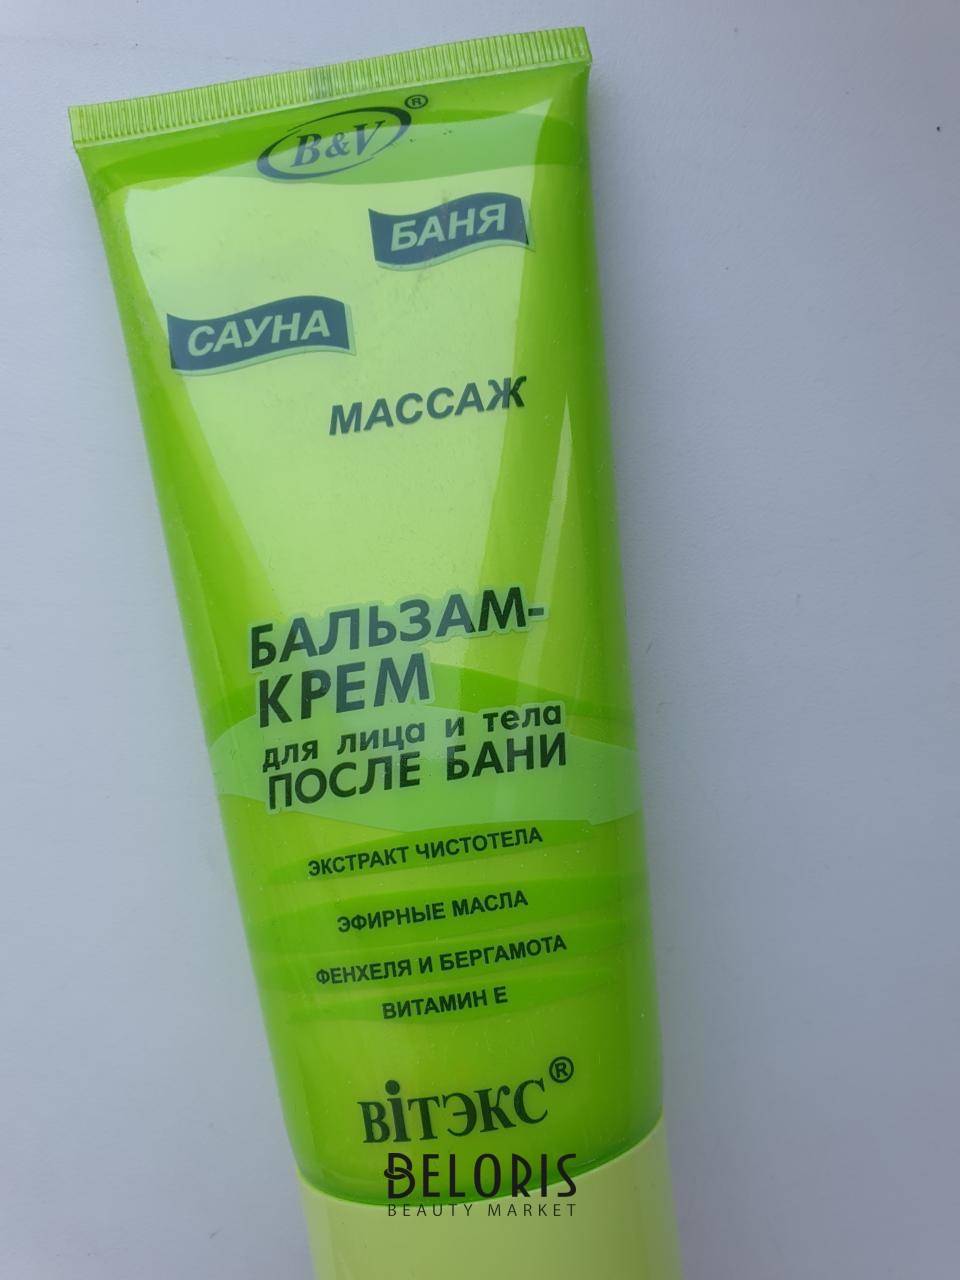 B&V®
БАНЯ
САУНА
МАССАЖ
БАЛЬЗАМ-
КРЕМ
для лица и тела
ПОСЛЕ БАНИ
ЭКСТРАКТ ЧИСТОТЕЛА
ЭФИРНЫЕ МАСЛА
ФЕНХЕЛЯ И БЕРГАМОТА
ВИТАМИН Е
ВіТЭКС®
BELORIS
BEAUTY MARKET